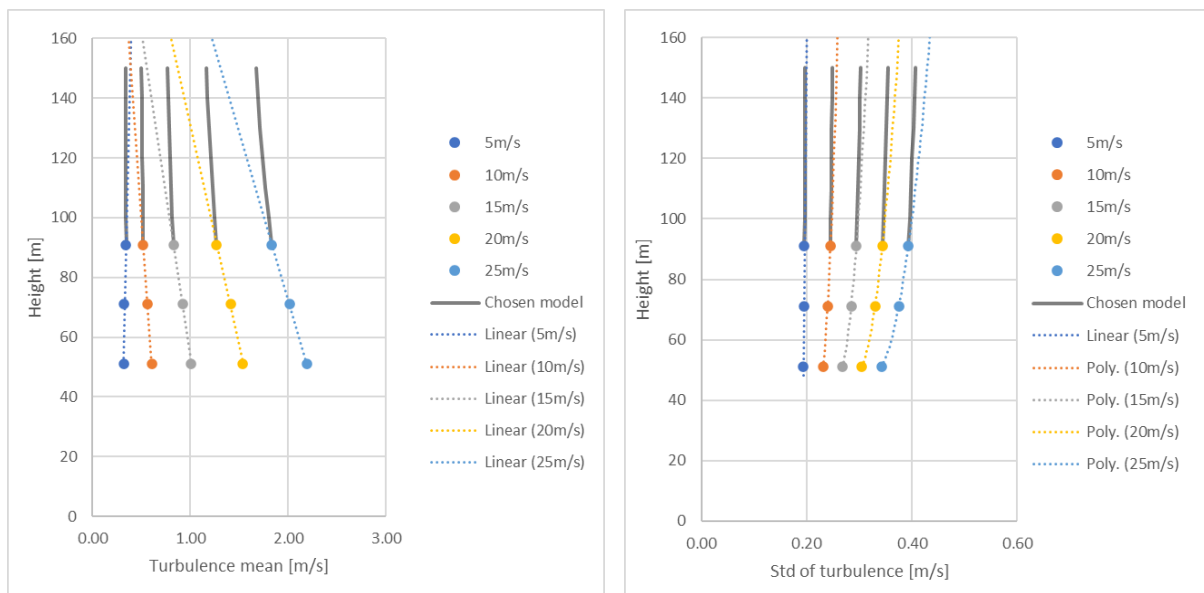 160
140
120
100
80
60
40
20
0
Height [m]
0.00 1.00 2.00 3.00
Turbulence mean [m/s]
5m/s
10m/s
15m/s
20m/s
25m/s
Chosen model
Linear (5m/s)
Linear (10m/s)
Linear (15m/s)
Linear (20m/s)
Linear (25m/s)
160
140
120
100
80
60
40
20
0
Height [m]
0.00 0.20 0.40 0.60
Std of turbulence [m/s]
5m/s
10m/s
15m/s
20m/s
25m/s
Chosen model
Linear (5m/s)
Poly. (10m/s)
Poly. (15m/s)
Poly. (20m/s)
Poly. (25m/s)